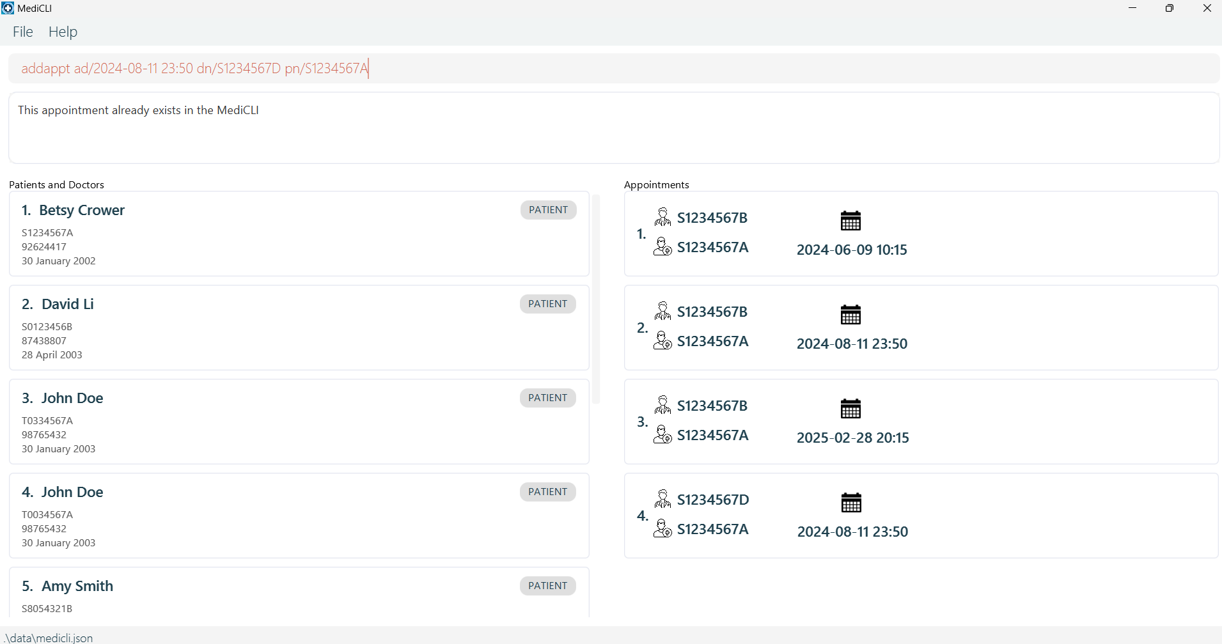 MediCLI
File Help
addappt ad/2024-08-11 23:50 dn/S1234567D pn/S1234567A
This appointment already exists in the MediCLI
Patients and Doctors
1. Betsy Crower PATIENT
S1234567A
92624417
30 January 2002
2. David Li PATIENT
S0123456B
87438807
28 April 2003
3. John Doe PATIENT
T0334567A
98765432
30 January 2003
4. John Doe PATIENT
T0034567A
98765432
30 January 2003
5. Amy Smith PATIENT
S8054321B
Appointments
1.
S1234567B
S1234567A
2024-06-09 10:15
2.
S1234567B
S1234567A
2024-08-11 23:50
3.
S1234567B
S1234567A
2025-02-28 20:15
4.
S1234567D
S1234567A
2024-08-11 23:50
.\data\medicli.json